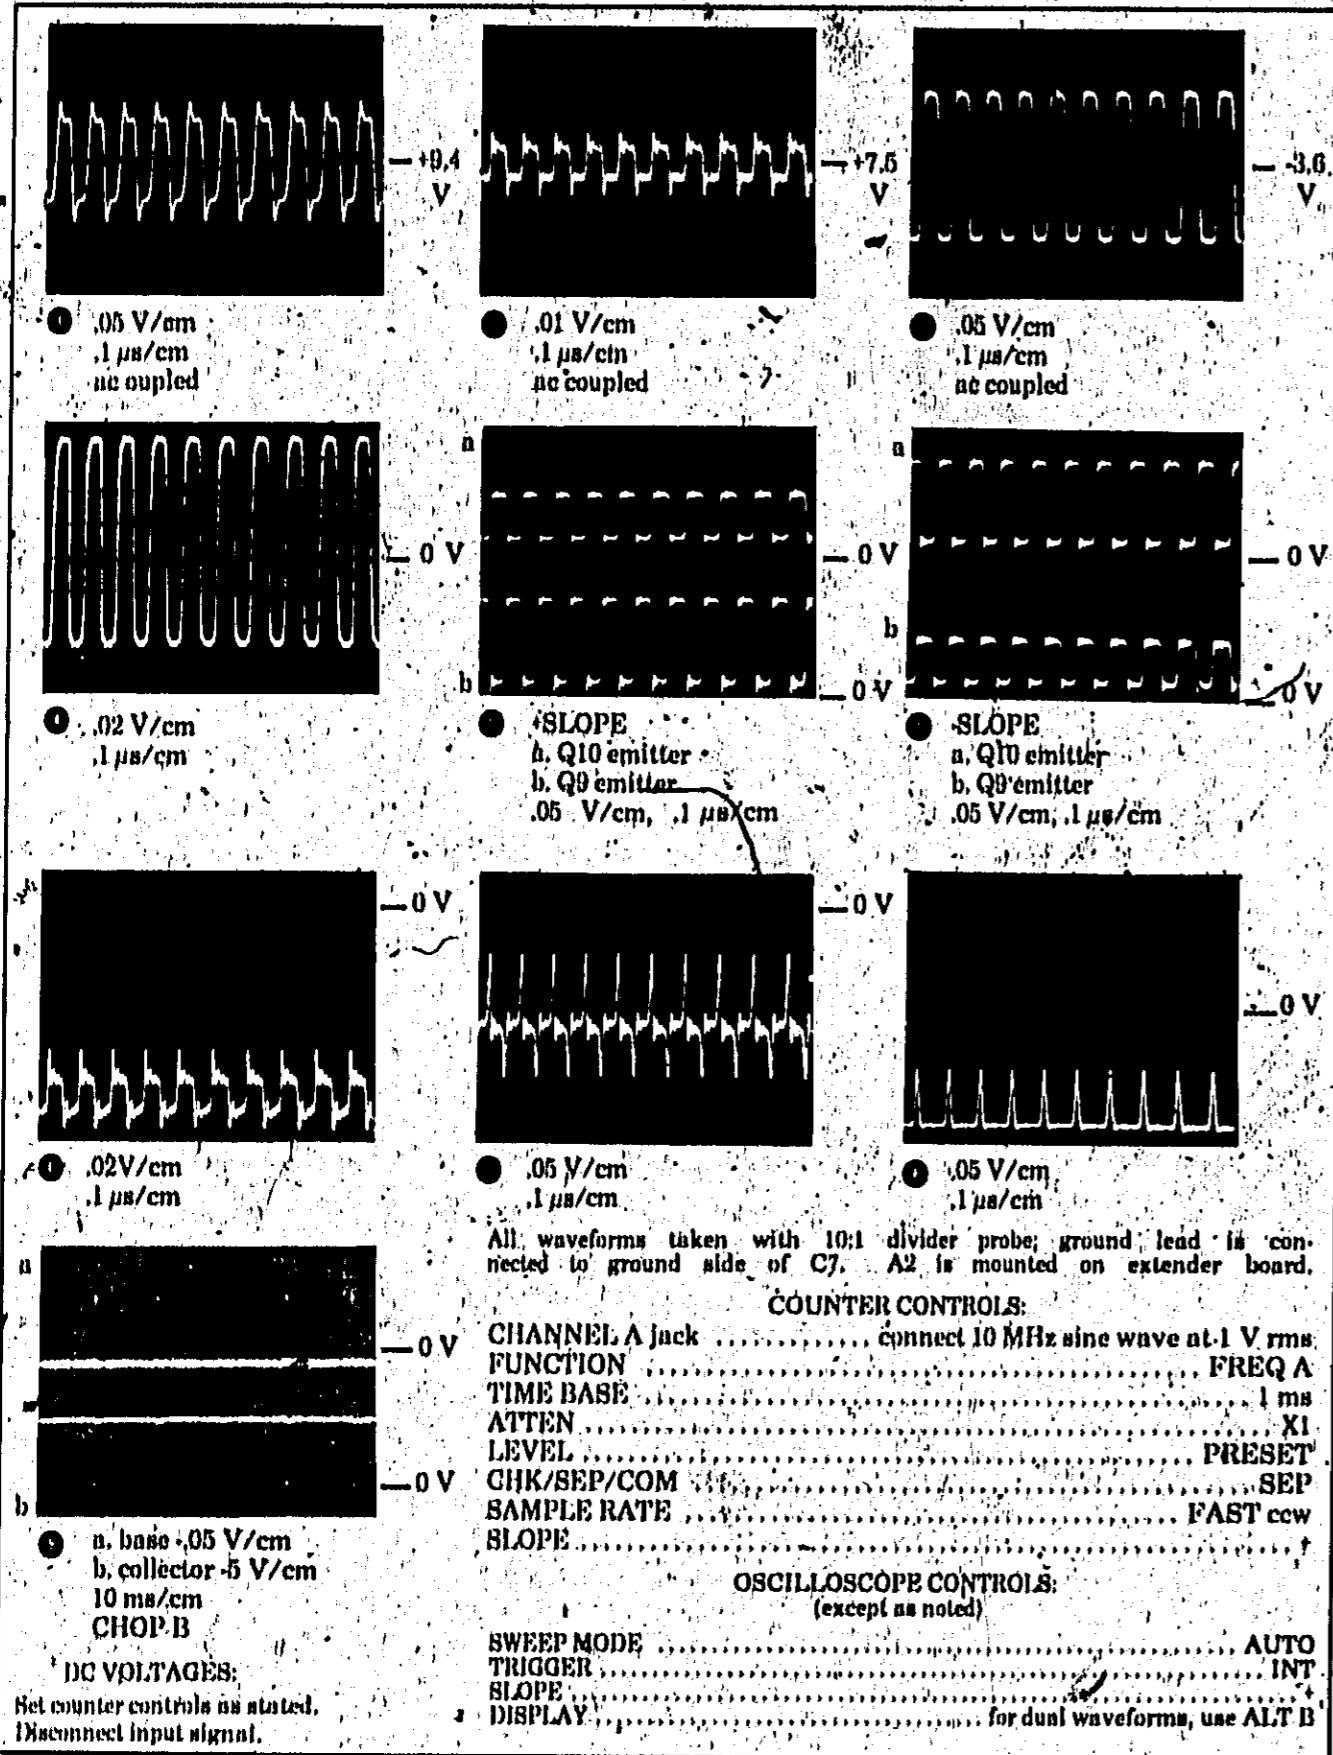 +9.4
V
+7.5
V
-3.6
V
.05 V/cm
.1 µs/cm
ac coupled
.01 V/cm
.1 µs/cm
ac coupled
.05 V/cm
.1 µs/cm
ac coupled
0 V
a
0 V
b
0 V
a
0 V
b
0 V
.02 V/cm
.1 µs/cm
+SLOPE
a. Q10 emitter
b. Q9 emitter
.05 V/cm, .1 µs/cm
-SLOPE
a. Q10 emitter
b. Q9 emitter
.05 V/cm, .1 µs/cm
0 V
0 V
0 V
.02V/cm
.1 µs/cm
.05 V/cm
.1 µs/cm
.05 V/cm
.1 µs/cm
a
0 V
0 V
b
a. base -.05 V/cm
b. collector -5 V/cm
10 ms/cm
CHOP B
DC VOLTAGES:
Set counter controls as stated.
Disconnect input signal.
All waveforms taken with 10:1 divider probe; ground lead is con-
nected to ground side of C7. A2 is mounted on extender board.
COUNTER CONTROLS:
CHANNEL A jack .......... connect 10 MHz sine wave at 1 V rms
FUNCTION .......... FREQ A
TIME BASE .......... 1 ms
ATTEN .......... X1
LEVEL .......... PRESET
CHK/SEP/COM .......... SEP
SAMPLE RATE .......... FAST ccw
SLOPE .......... +
OSCILLOSCOPE CONTROLS:
(except as noted)
SWEEP MODE .......... AUTO
TRIGGER .......... INT
SLOPE .......... +
DISPLAY .......... for dual waveforms, use ALT B